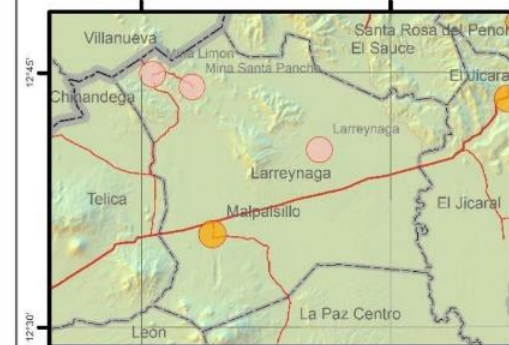 Villanueva
Santa Rosa del Peñon
El Sauce
Mina Limon
Mina Santa Pancha
El Jicaral
12°45'
Chinandega
Larreynaga
Larreynaga
Telica
El Jicaral
Malpaisillo
La Paz Centro
12°30'
León